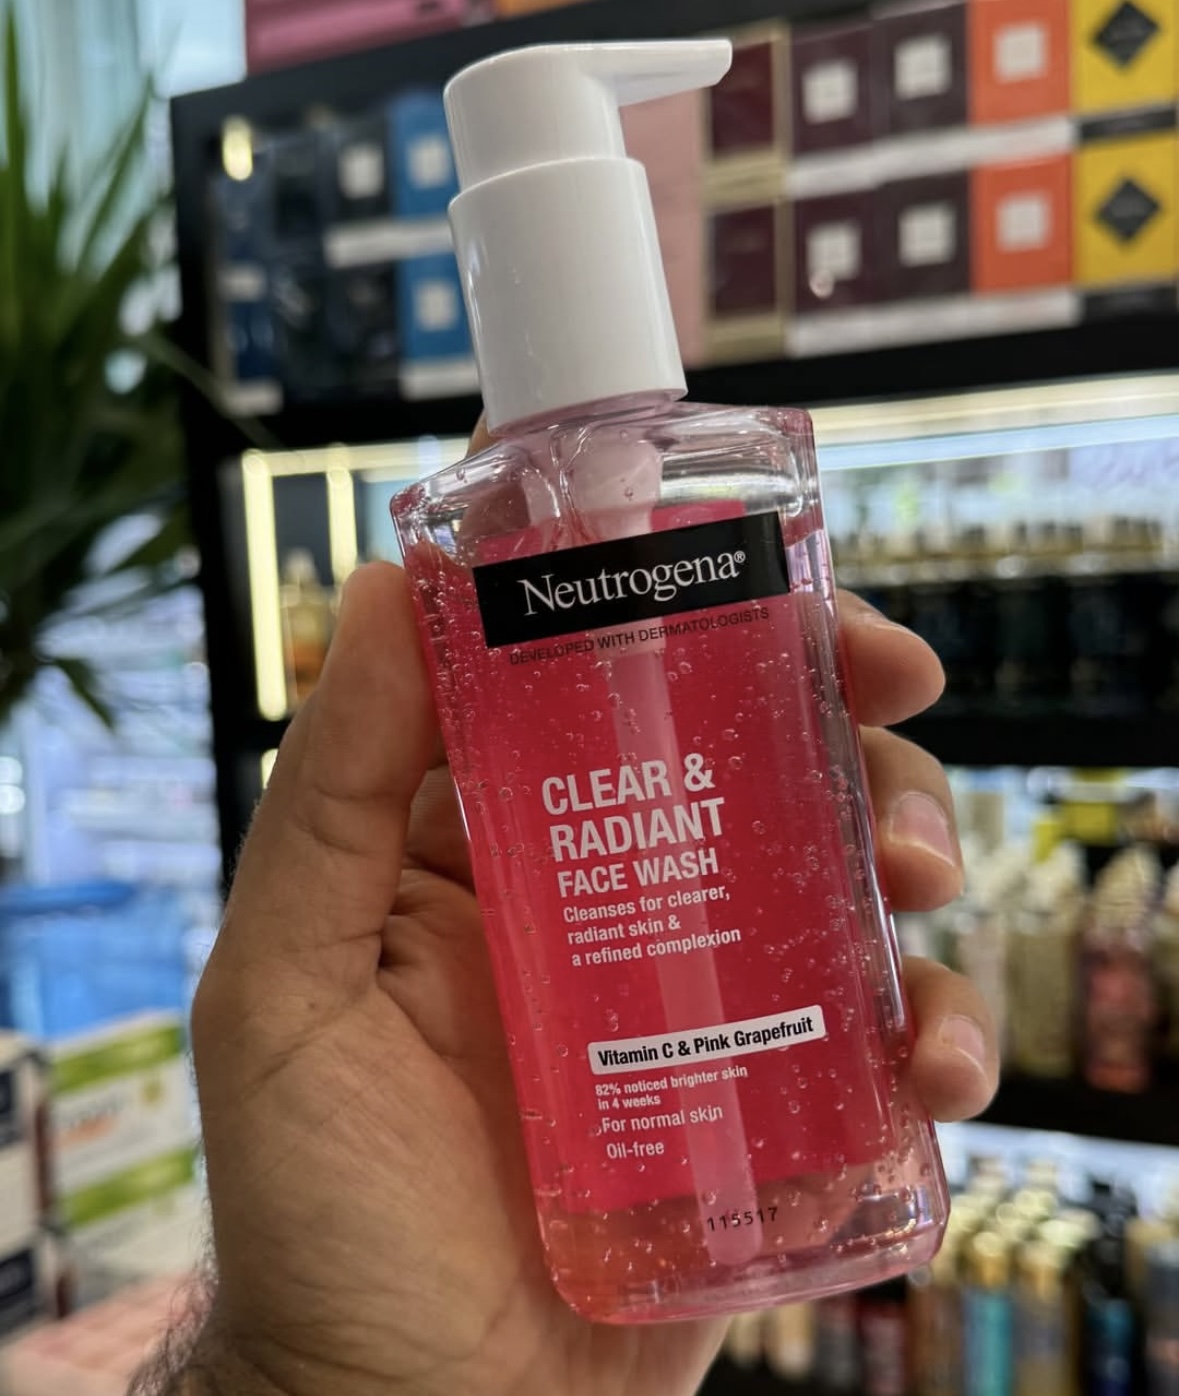 Neutrogena®
DEVELOPED WITH DERMATOLOGISTS
CLEAR &
RADIANT
FACE WASH
Cleanses for clearer,
radiant skin &
a refined complexion
Vitamin C & Pink Grapefruit
82% noticed brighter skin
in 4 weeks
For normal skin
Oil-free
115517